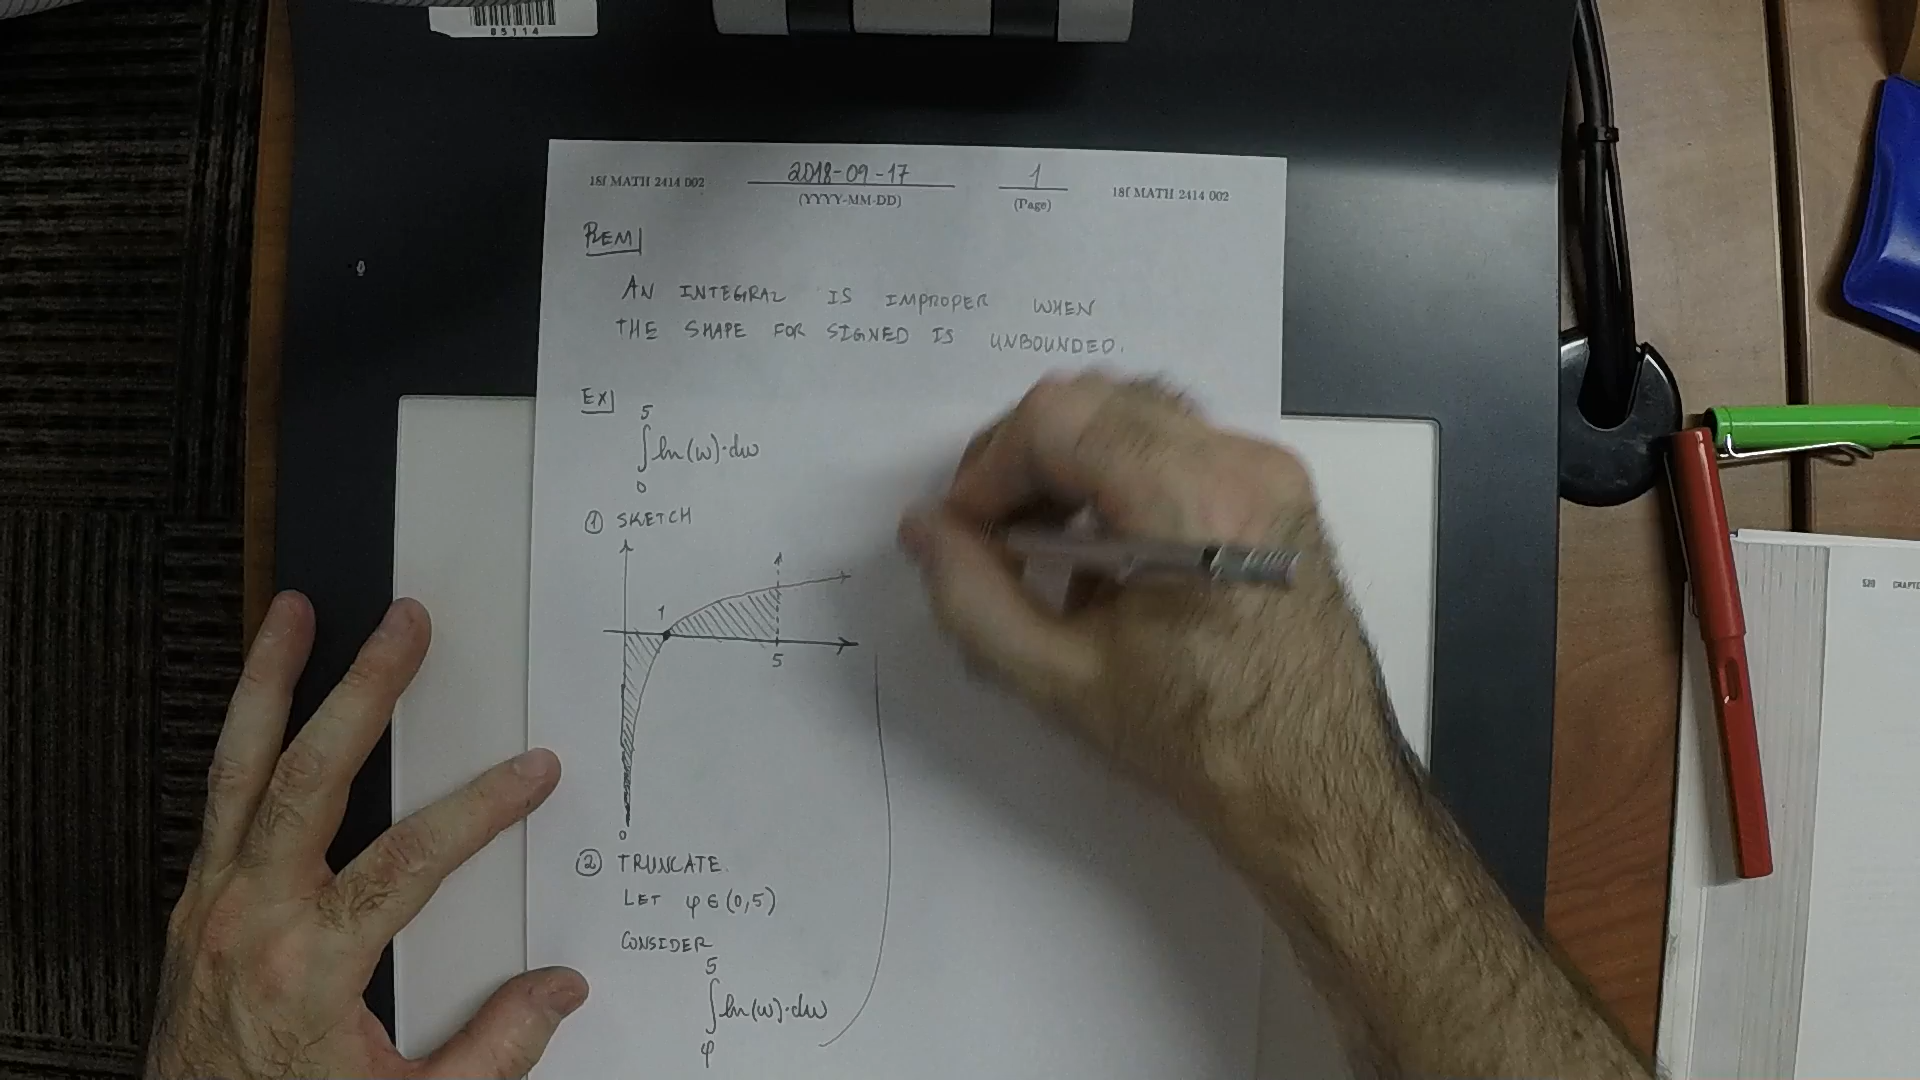 05114
18f MATH 2414 002 2018-09-17 1 18f MATH 2414 002
(YYYY-MM-DD) (Page)
REM
AN INTEGRAL IS IMPROPER WHEN
THE SHAPE FOR SIGNED IS UNBOUNDED.
EX
5
∫ ln(w)·dw
0
① SKETCH
1
5
0
② TRUNCATE.
LET φ ∈ (0,5)
CONSIDER
5
∫ ln(w)·dw
φ
530